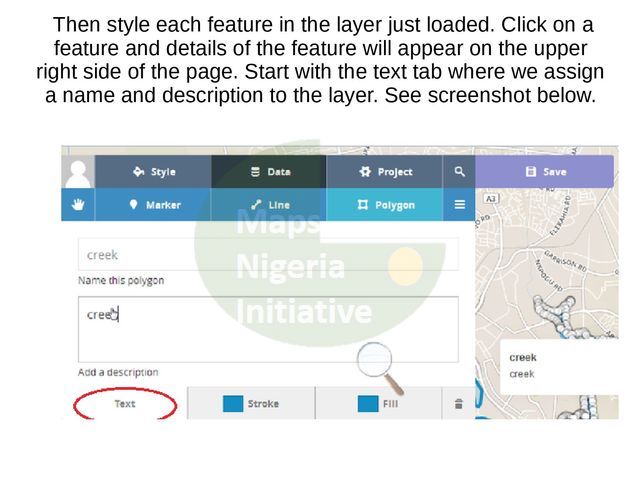 Then style each feature in the layer just loaded. Click on a
feature and details of the feature will appear on the upper
right side of the page. Start with the text tab where we assign
a name and description to the layer. See screenshot below.
Style Data Project Save
Marker Line Polygon
A3
ELEKAHIA RD
GARRISON RD
Maps
Nigeria
Initiative
creek
Name this polygon
creek
Add a description
creek
creek
Text Stroke Fill